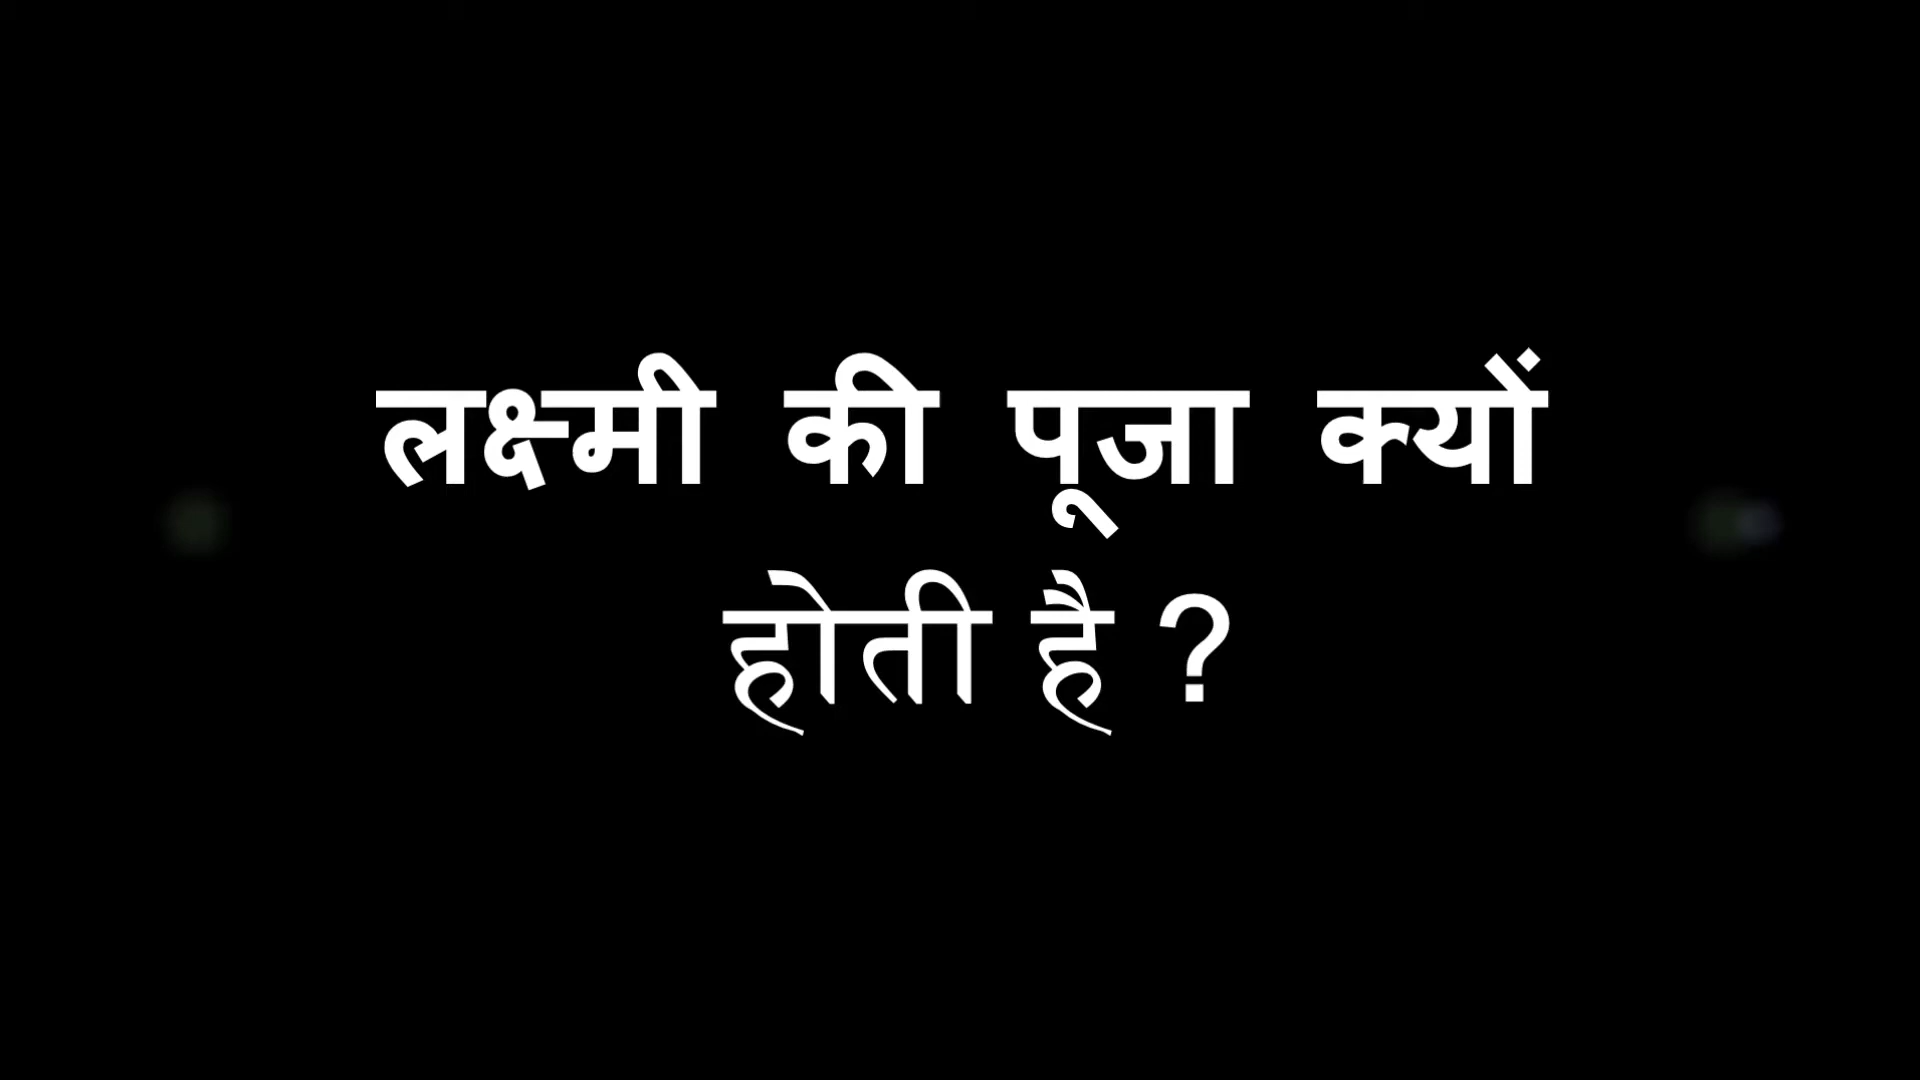 लक्ष्मी की पूजा क्यों
होती है ?